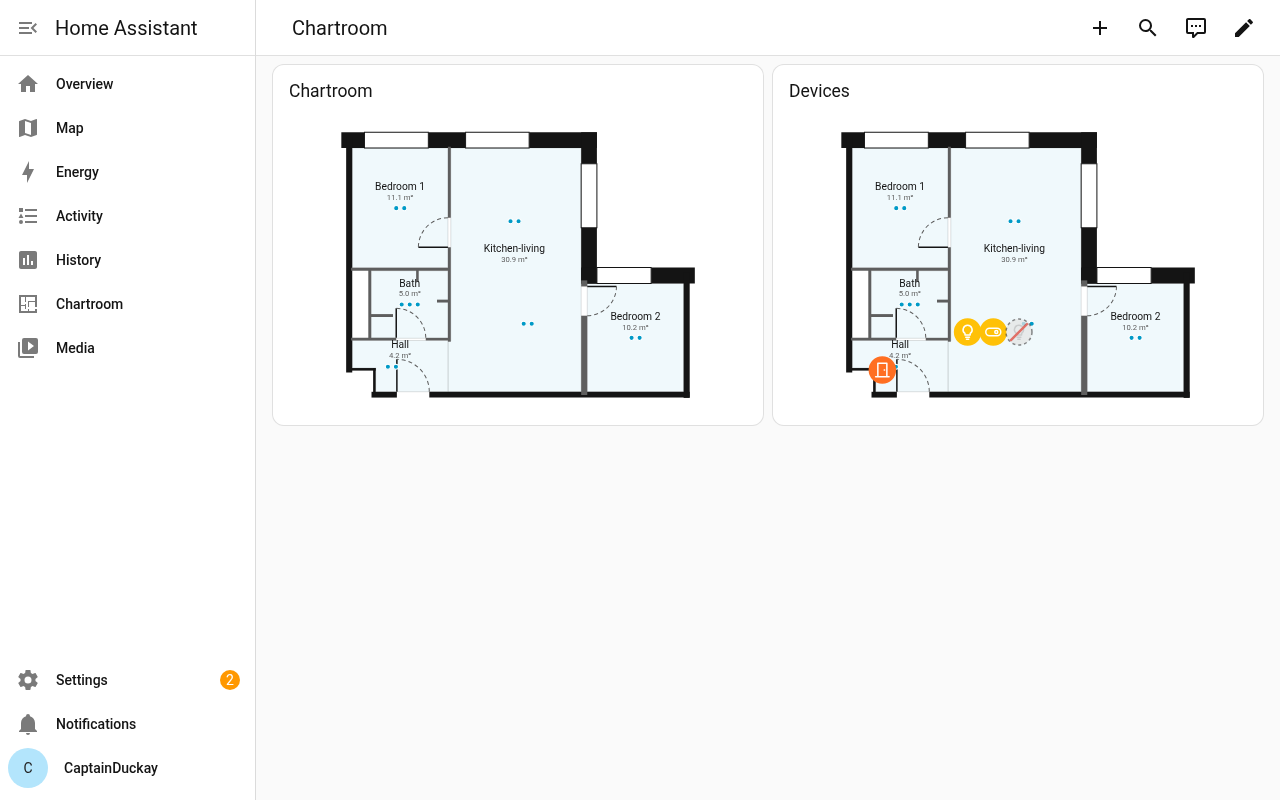 Home Assistant
Chartroom
Overview
Map
Energy
Activity
History
Chartroom
Media
Settings
2
Notifications
C
CaptainDuckay
Chartroom
Bedroom 1
11.1 m²
Kitchen-living
30.9 m²
Bath
5.0 m²
Bedroom 2
10.2 m²
Hall
4.2 m²
Devices
Bedroom 1
11.1 m²
Kitchen-living
30.9 m²
Bath
5.0 m²
Bedroom 2
10.2 m²
Hall
4.2 m²